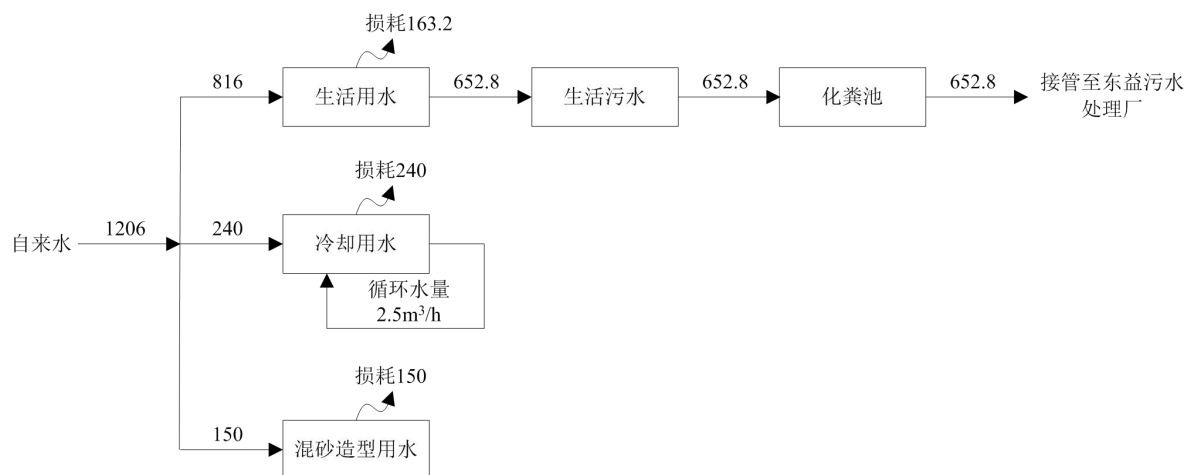 损耗163.2
816
生活用水
652.8
生活污水
652.8
化粪池
652.8
接管至东益污水
处理厂
损耗240
自来水
1206
240
冷却用水
循环水量
2.5m³/h
损耗150
150
混砂造型用水